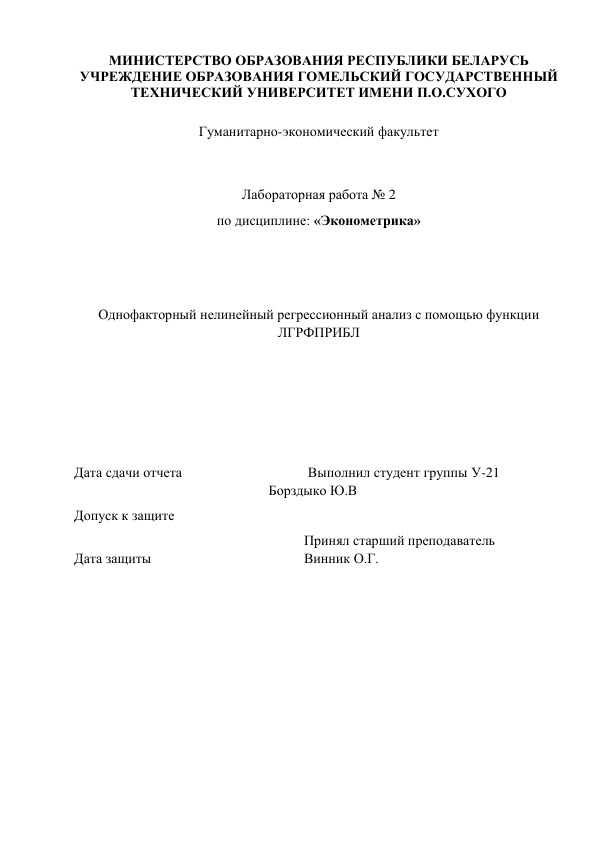 МИНИСТЕРСТВО ОБРАЗОВАНИЯ РЕСПУБЛИКИ БЕЛАРУСЬ
УЧРЕЖДЕНИЕ ОБРАЗОВАНИЯ ГОМЕЛЬСКИЙ ГОСУДАРСТВЕННЫЙ
ТЕХНИЧЕСКИЙ УНИВЕРСИТЕТ ИМЕНИ П.О.СУХОГО
Гуманитарно-экономический факультет
Лабораторная работа № 2
по дисциплине: «Эконометрика»
Однофакторный нелинейный регрессионный анализ с помощью функции
ЛГРФПРИБЛ
Дата сдачи отчета Выполнил студент группы У-21
Борздыко Ю.В
Допуск к защите
Принял старший преподаватель
Дата защиты Винник О.Г.